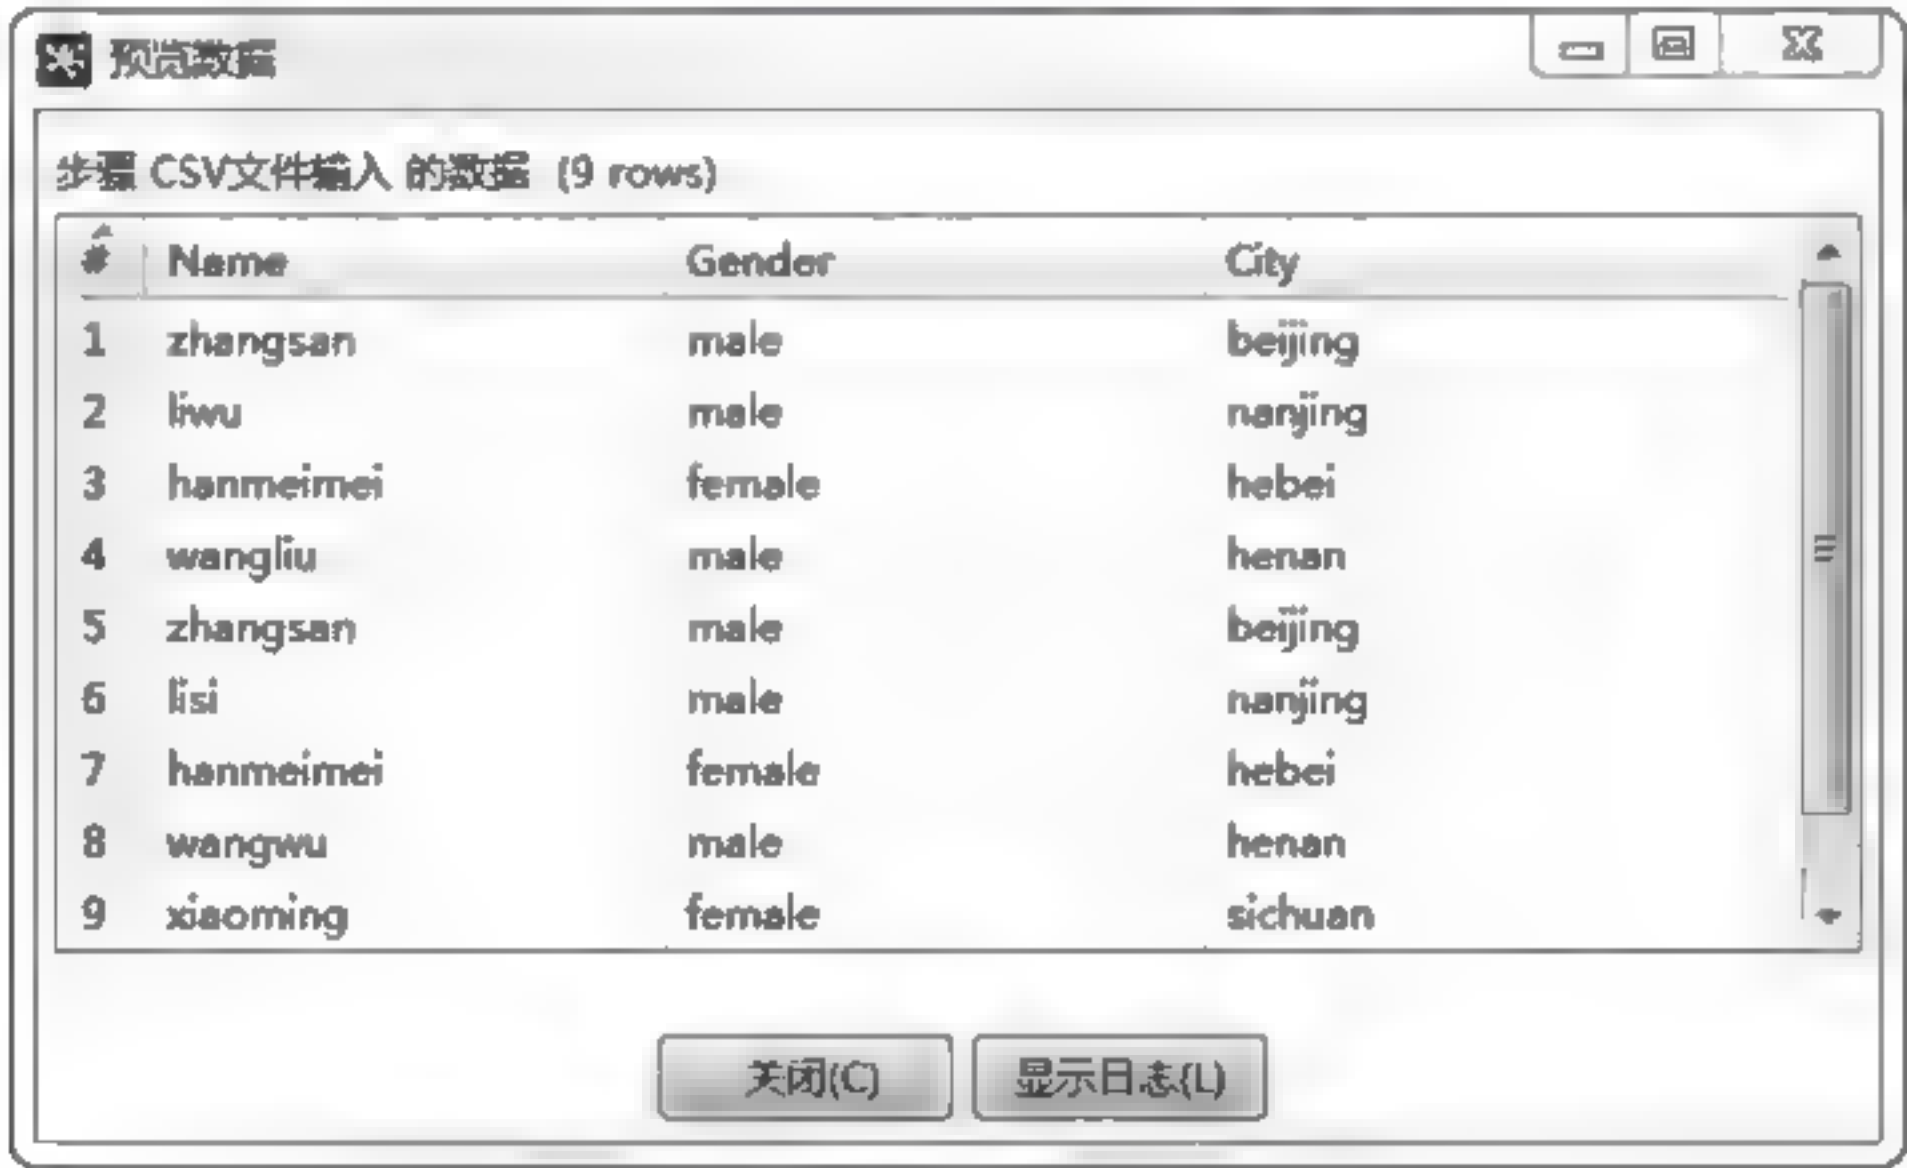 预览数据
步骤 CSV文件输入 的数据 (9 rows)
# Name Gender City
1 zhangsan male beijing
2 liwu male nanjing
3 hanmeimei female hebei
4 wangliu male henan
5 zhangsan male beijing
6 lisi male nanjing
7 hanmeimei female hebei
8 wangwu male henan
9 xiaoming female sichuan
关闭(C) 显示日志(L)